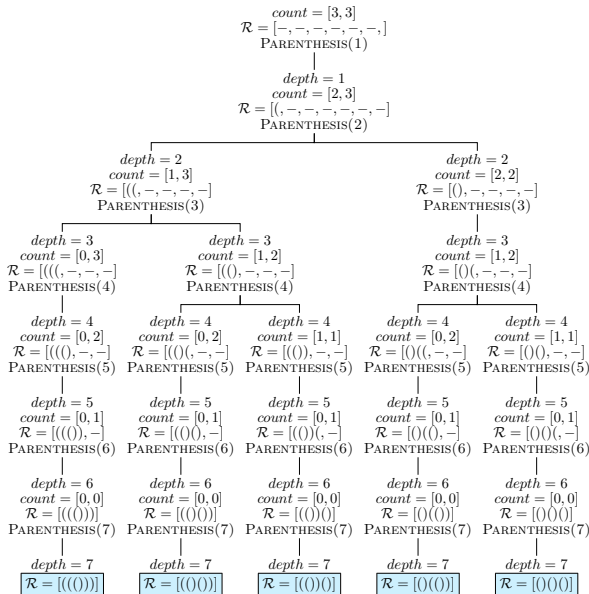 count = [3, 3]
ℛ = [−, −, −, −, −, −, ]
PARENTHESIS(1)
depth = 1
count = [2, 3]
ℛ = [(, −, −, −, −, −, −]
PARENTHESIS(2)
depth = 2 depth = 2
count = [1, 3] count = [2, 2]
ℛ = [((, −, −, −, −] ℛ = [(), −, −, −, −]
PARENTHESIS(3) PARENTHESIS(3)
depth = 3 depth = 3 depth = 3
count = [0, 3] count = [1, 2] count = [1, 2]
ℛ = [(((, −, −, −] ℛ = [((), −, −, −] ℛ = [()(, −, −, −]
PARENTHESIS(4) PARENTHESIS(4) PARENTHESIS(4)
depth = 4 depth = 4 depth = 4 depth = 4 depth = 4
count = [0, 2] count = [0, 2] count = [1, 1] count = [0, 2] count = [1, 1]
ℛ = [(((), −, −] ℛ = [(()(, −, −] ℛ = [(()), −, −] ℛ = [()((, −, −] ℛ = [()(), −, −]
PARENTHESIS(5) PARENTHESIS(5) PARENTHESIS(5) PARENTHESIS(5) PARENTHESIS(5)
depth = 5 depth = 5 depth = 5 depth = 5 depth = 5
count = [0, 1] count = [0, 1] count = [0, 1] count = [0, 1] count = [0, 1]
ℛ = [((()), −] ℛ = [(()(), −] ℛ = [(())(, −] ℛ = [()((), −] ℛ = [()()(, −]
PARENTHESIS(6) PARENTHESIS(6) PARENTHESIS(6) PARENTHESIS(6) PARENTHESIS(6)
depth = 6 depth = 6 depth = 6 depth = 6 depth = 6
count = [0, 0] count = [0, 0] count = [0, 0] count = [0, 0] count = [0, 0]
ℛ = [((()))] ℛ = [(()())] ℛ = [(())()] ℛ = [()(())] ℛ = [()()()]
PARENTHESIS(7) PARENTHESIS(7) PARENTHESIS(7) PARENTHESIS(7) PARENTHESIS(7)
depth = 7 depth = 7 depth = 7 depth = 7 depth = 7
ℛ = [((()))] ℛ = [(()())] ℛ = [(())()] ℛ = [()(())] ℛ = [()()()]